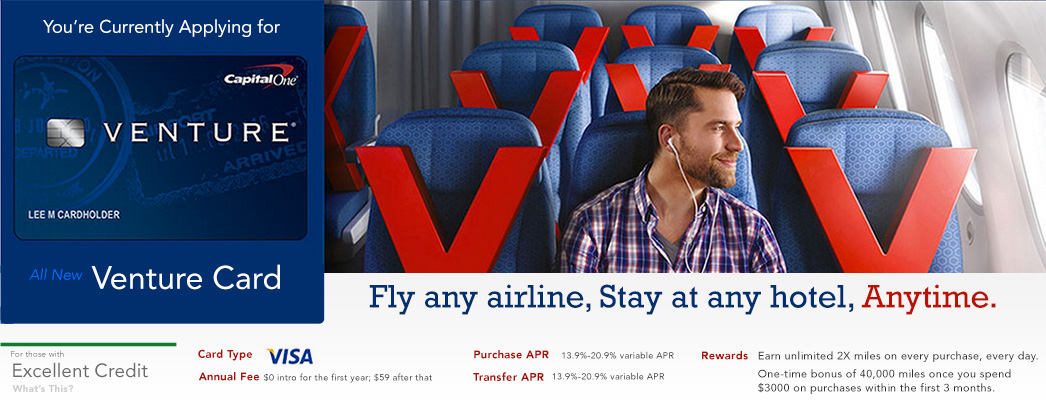 You're Currently Applying for
CapitalOne
VENTURE®
DEPARTED
ARRIVED
LEE M CARDHOLDER
All New Venture Card
Fly any airline, Stay at any hotel, Anytime.
For those with
Excellent Credit
What's This?
Card Type VISA
Annual Fee $0 intro for the first year; $59 after that
Purchase APR 13.9%-20.9% variable APR
Transfer APR 13.9%-20.9% variable APR
Rewards Earn unlimited 2X miles on every purchase, every day.
One-time bonus of 40,000 miles once you spend
$3000 on purchases within the first 3 months.